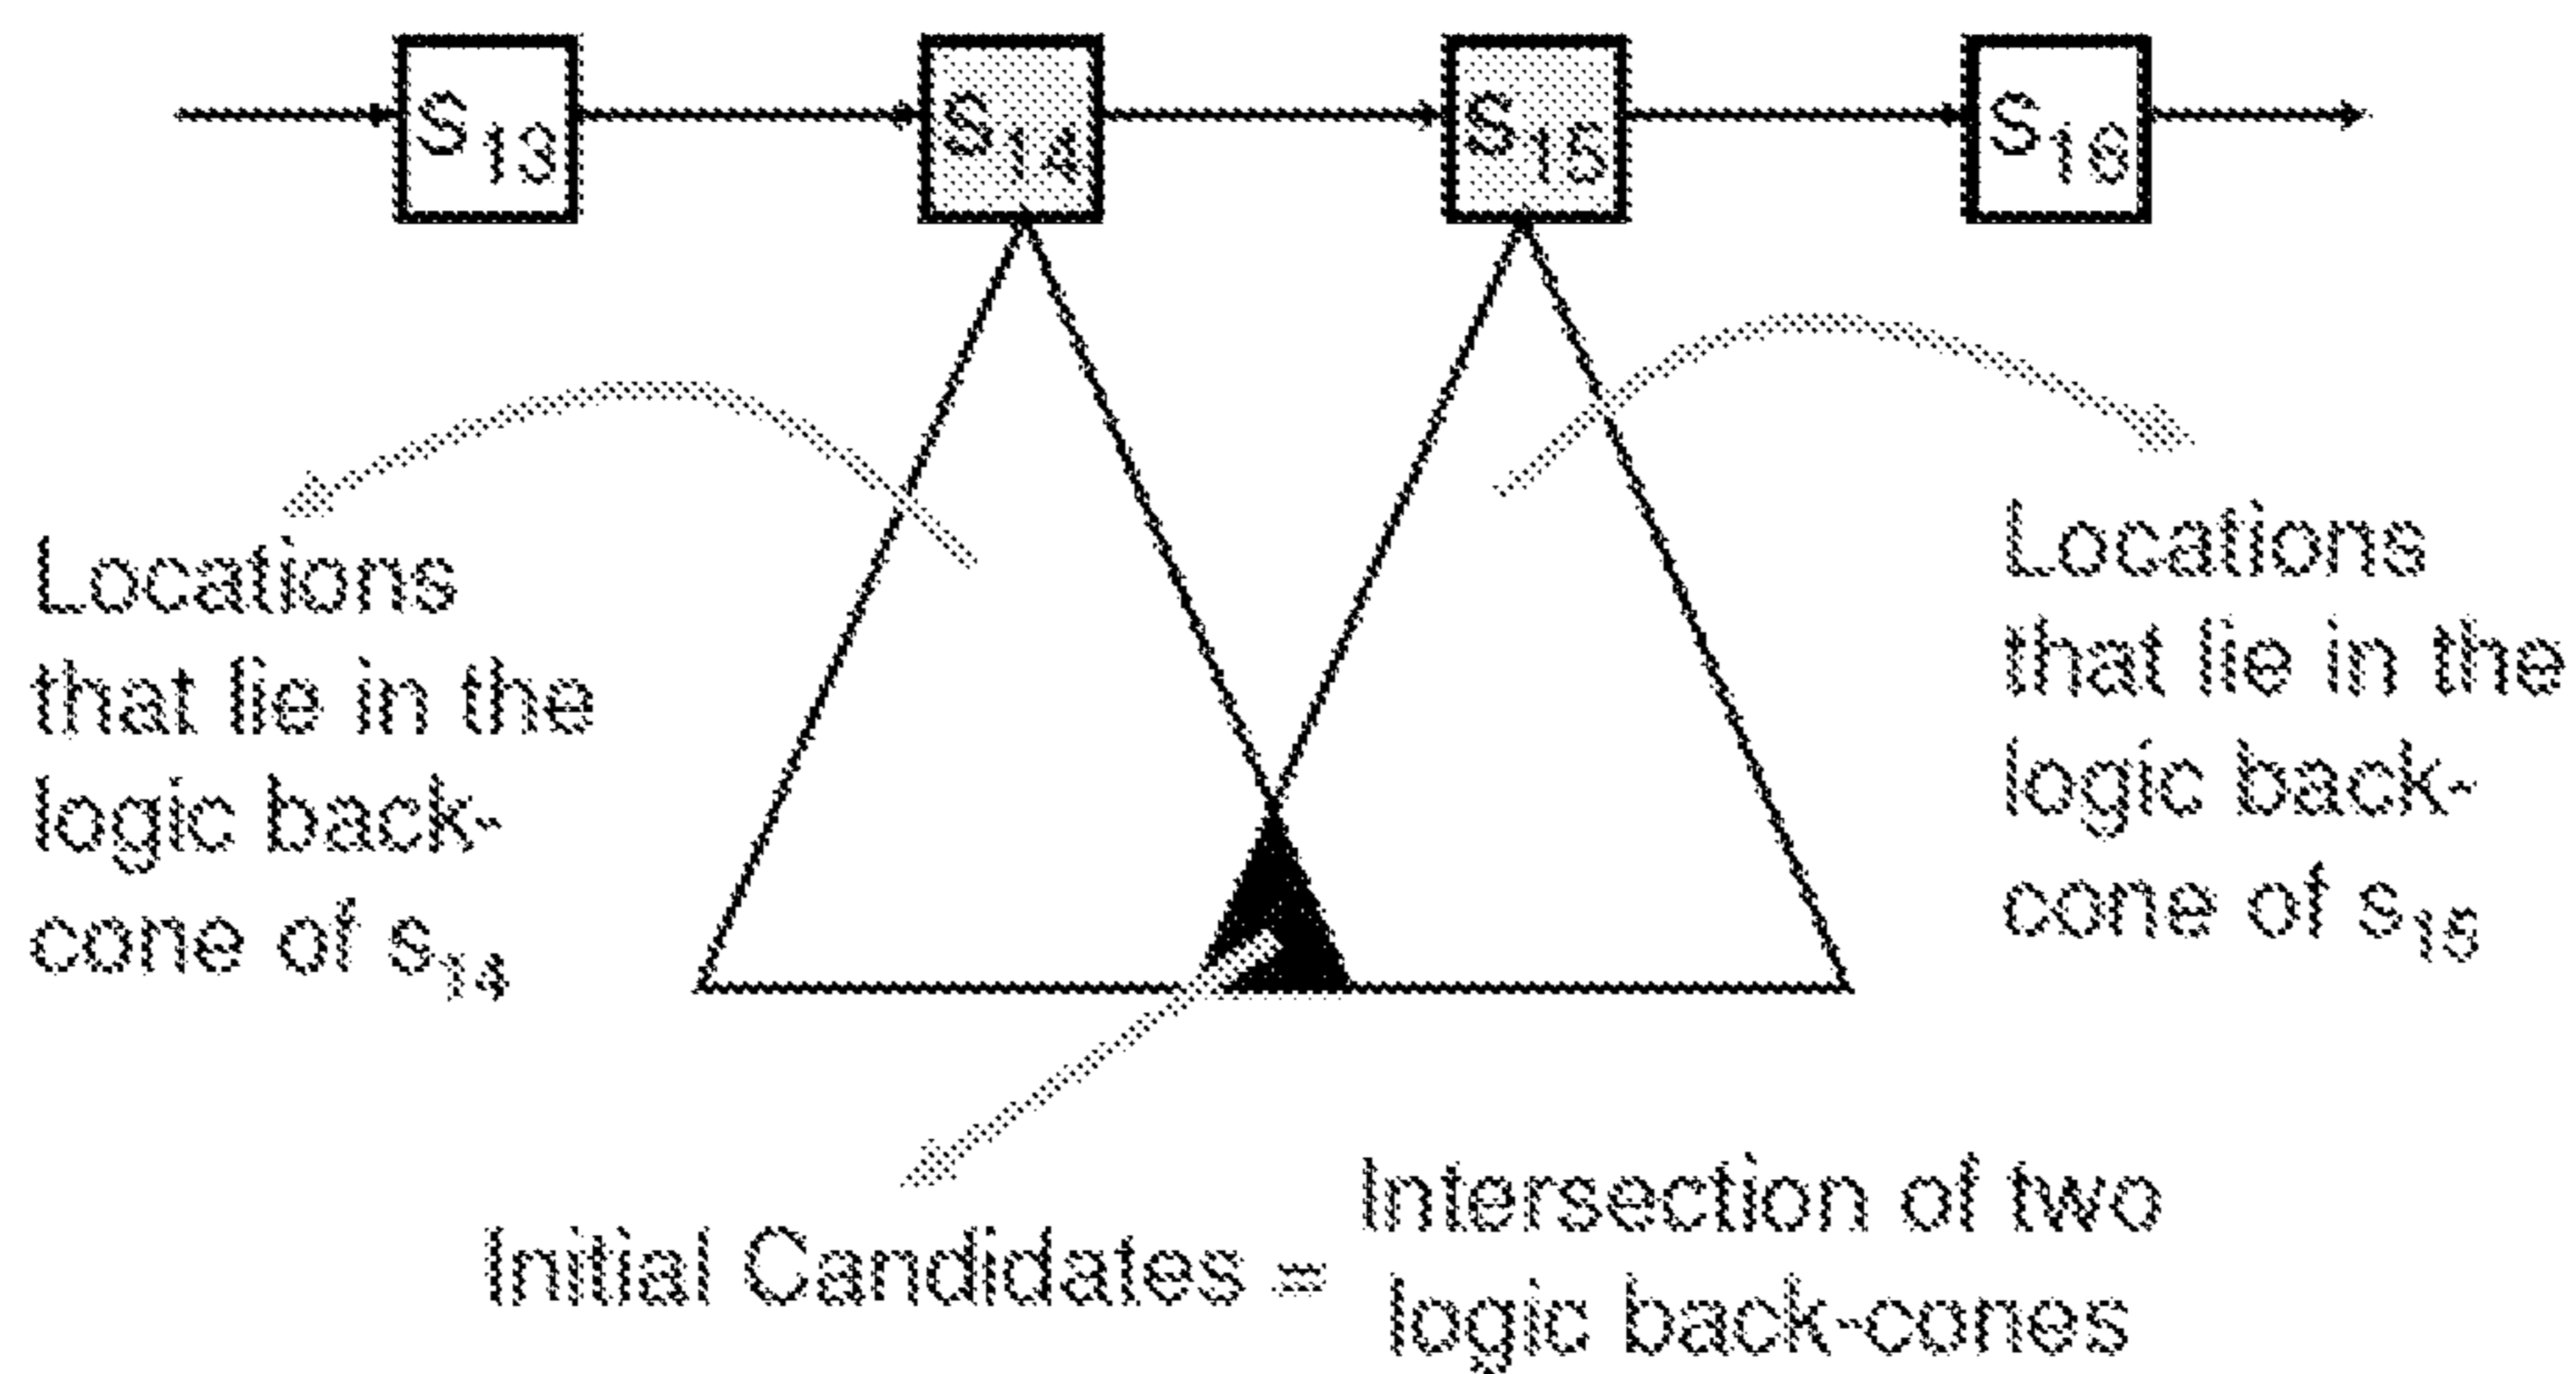 S13
S14
S15
S16
Locations
that lie in the
logic back-
cone of s14
Locations
that lie in the
logic back-
cone of s15
Initial Candidates = Intersection of two
logic back-cones